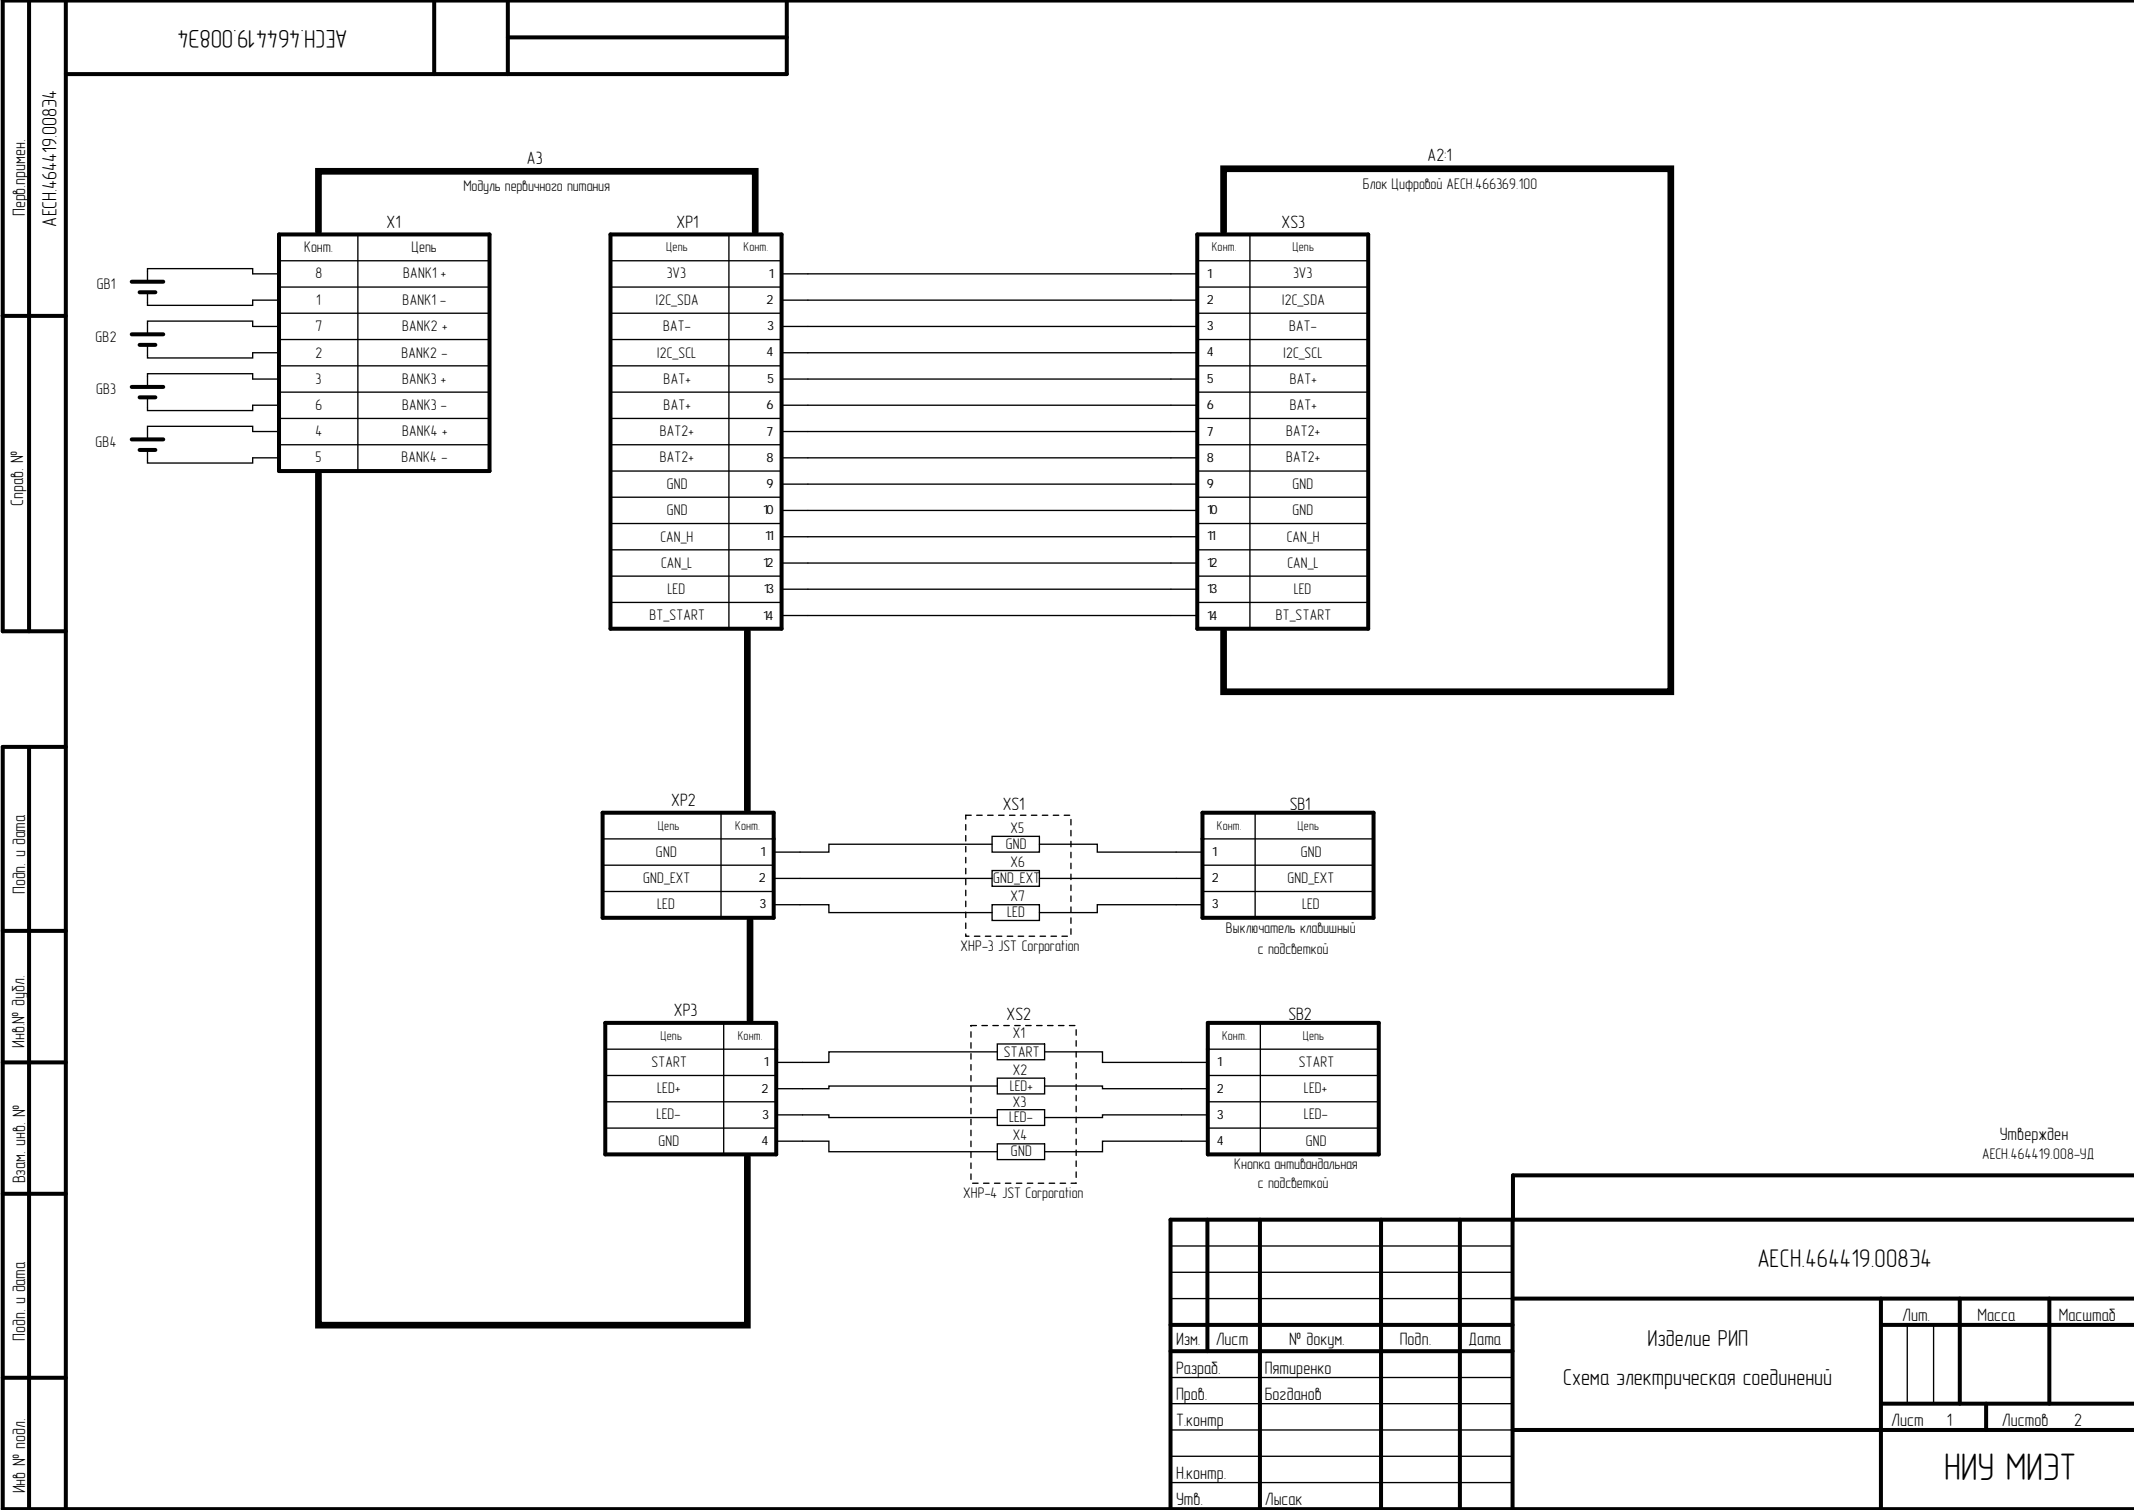 АЕСН.464419.008Э4
Перв.примен.
АЕСН.464419.008Э4
Справ. №
Подп. и дата
Инв.№ дубл.
Взам. инв. №
Подп. и дата
Инв № подл.
А3
Модуль первичного питания
X1
Конт. Цепь
8 BANK1 +
1 BANK1 –
7 BANK2 +
2 BANK2 –
3 BANK3 +
6 BANK3 –
4 BANK4 +
5 BANK4 –
GB1
GB2
GB3
GB4
XP1
Цепь Конт.
3V3 1
I2C_SDA 2
BAT– 3
I2C_SCL 4
BAT+ 5
BAT+ 6
BAT2+ 7
BAT2+ 8
GND 9
GND 10
CAN_H 11
CAN_L 12
LED 13
BT_START 14
А2:1
Блок Цифровой АЕСН.466369.100
XS3
Конт. Цепь
1 3V3
2 I2C_SDA
3 BAT–
4 I2C_SCL
5 BAT+
6 BAT+
7 BAT2+
8 BAT2+
9 GND
10 GND
11 CAN_H
12 CAN_L
13 LED
14 BT_START
XP2
Цепь Конт.
GND 1
GND_EXT 2
LED 3
XS1
X5
GND
X6
GND_EXT
X7
LED
XHP–3 JST Corporation
SB1
Конт. Цепь
1 GND
2 GND_EXT
3 LED
Выключатель клавишный
с подсветкой
XP3
Цепь Конт.
START 1
LED+ 2
LED– 3
GND 4
XS2
X1
START
X2
LED+
X3
LED–
X4
GND
XHP–4 JST Corporation
SB2
Конт. Цепь
1 START
2 LED+
3 LED–
4 GND
Кнопка антивандальная
с подсветкой
Утвержден
АЕСН.464419.008–УД
АЕСН.464419.008Э4
Изделие РИП
Схема электрическая соединений
Лит. Масса Масштаб
Лист 1 Листов 2
НИУ МИЭТ
Изм. Лист № докум. Подп. Дата
Разраб. Пятиренко
Пров. Богданов
Т.контр
Н.контр.
Утв. Лысак